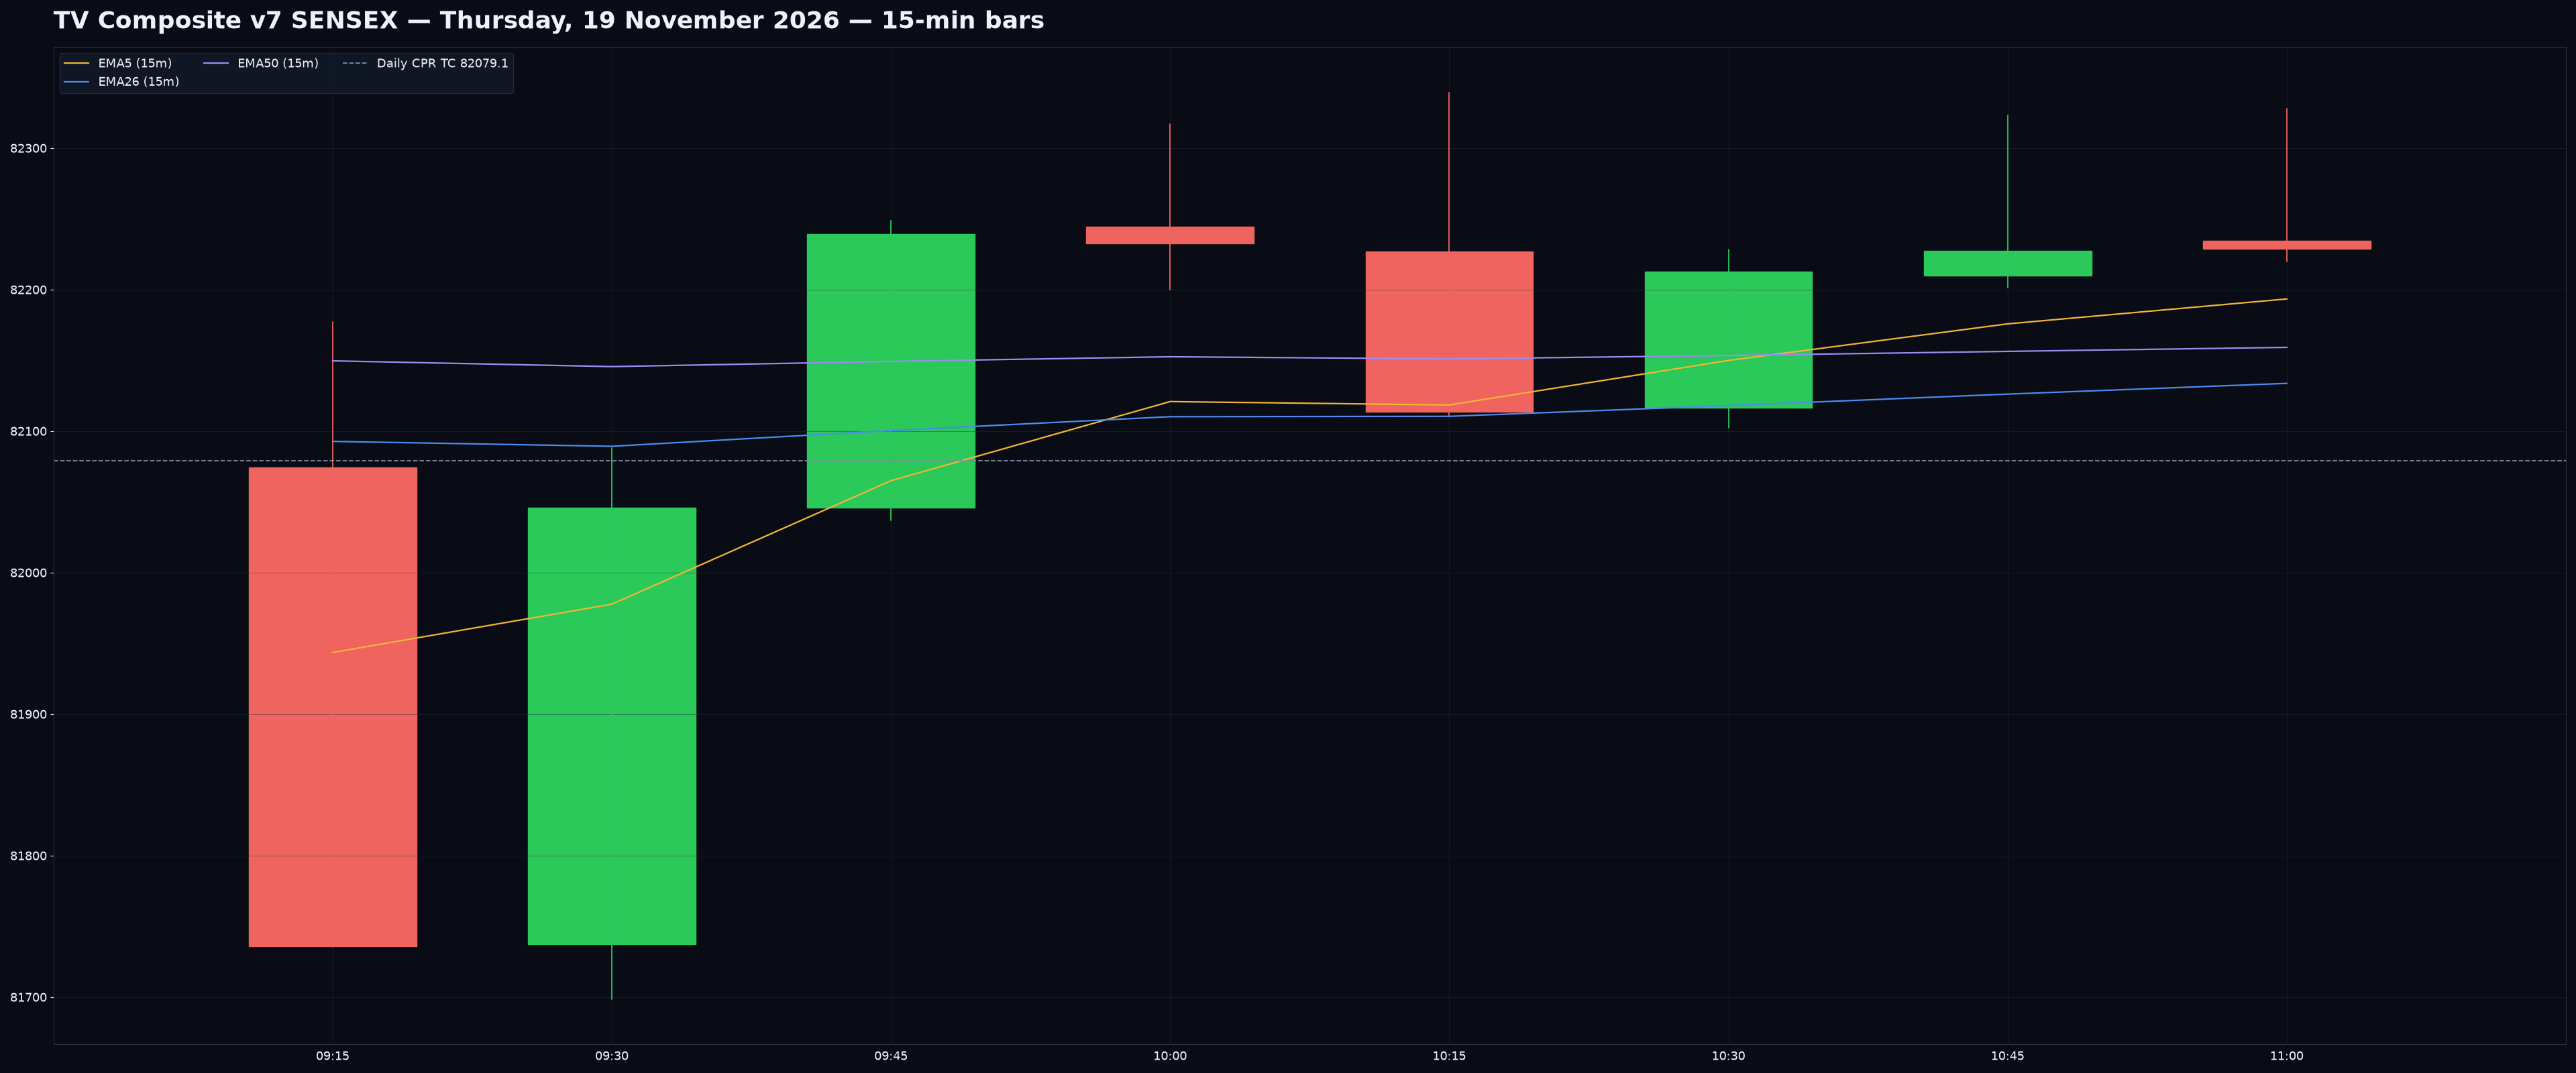 TV Composite v7 SENSEX — Thursday, 19 November 2026 — 15-min bars
EMA5 (15m) EMA50 (15m) Daily CPR TC 82079.1
EMA26 (15m)
82300
82200
82100
82000
81900
81800
81700
09:15 09:30 09:45 10:00 10:15 10:30 10:45 11:00